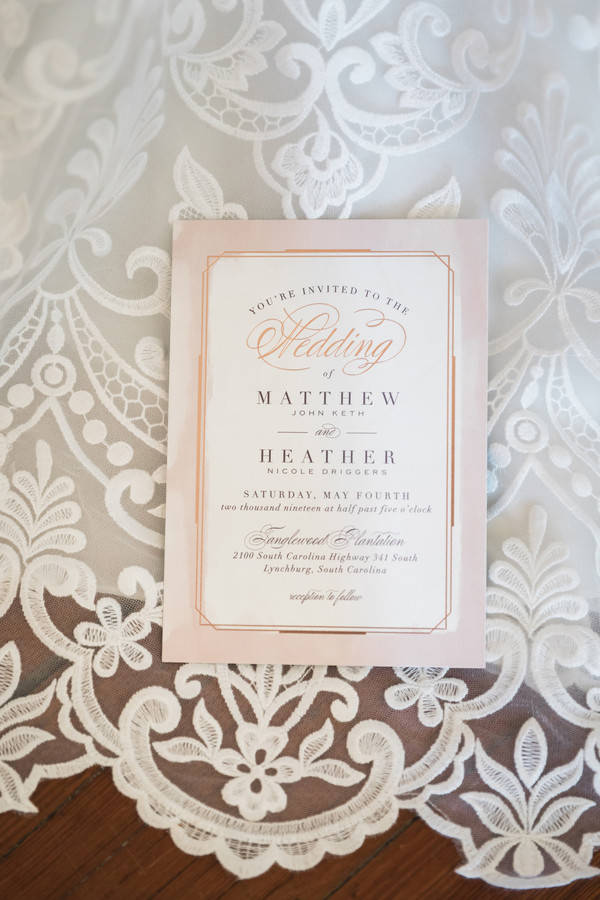 YOU'RE INVITED TO THE
Wedding
of
MATTHEW
JOHN KETH
and
HEATHER
NICOLE DRIGGERS
SATURDAY, MAY FOURTH
two thousand nineteen at half past five o'clock
Tanglewood Plantation
2100 South Carolina Highway 341 South
Lynchburg, South Carolina
reception to follow